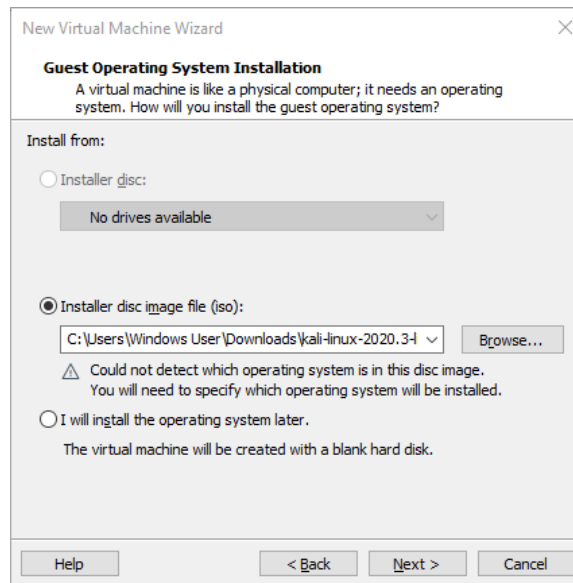 New Virtual Machine Wizard
Guest Operating System Installation
A virtual machine is like a physical computer; it needs an operating
system. How will you install the guest operating system?
Install from:
Installer disc:
No drives available
Installer disc image file (iso):
C:\Users\Windows User\Downloads\kali-linux-2020.3-l
Browse...
Could not detect which operating system is in this disc image.
You will need to specify which operating system will be installed.
I will install the operating system later.
The virtual machine will be created with a blank hard disk.
Help
< Back
Next >
Cancel